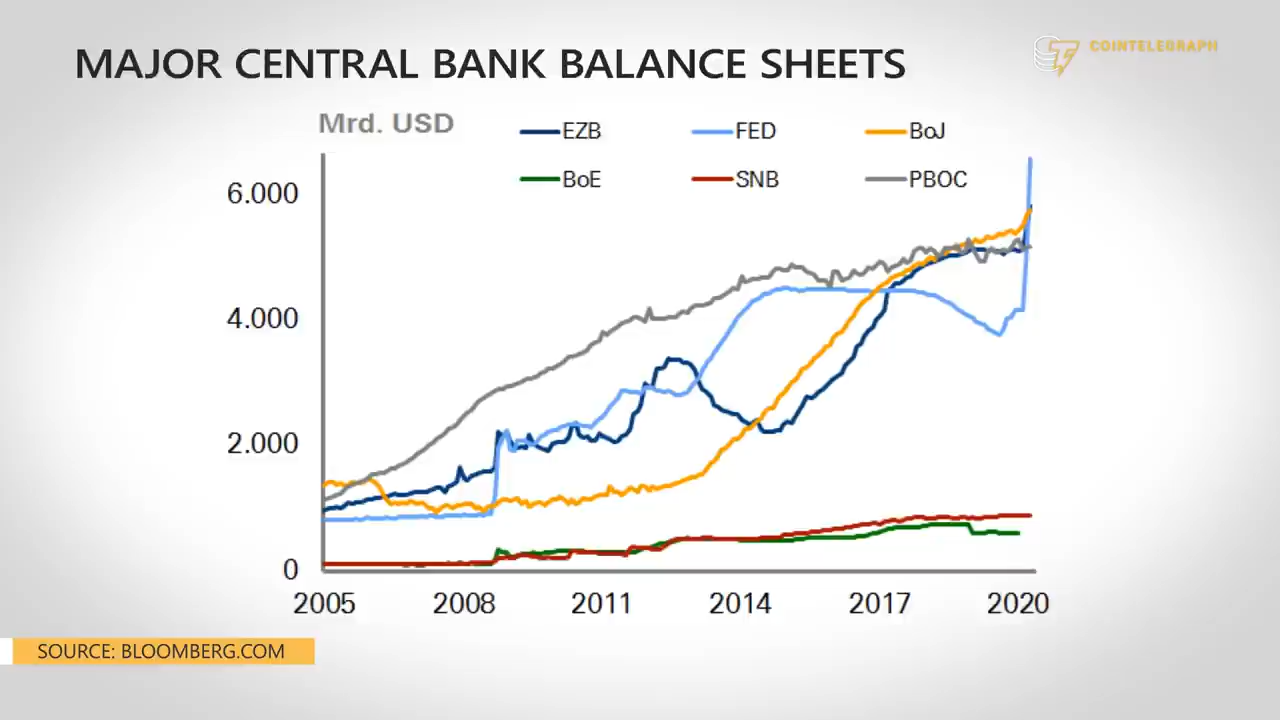 MAJOR CENTRAL BANK BALANCE SHEETS
COINTELEGRAPH
Mrd. USD
EZB FED BoJ
BoE SNB PBOC
6.000
4.000
2.000
0
2005 2008 2011 2014 2017 2020
SOURCE: BLOOMBERG.COM